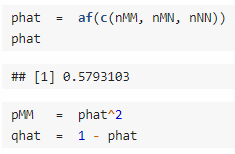 phat  =  af(c(nMM, nMN, nNN))
phat
## [1] 0.5793103
pMM   =  phat^2
qhat  =  1 - phat